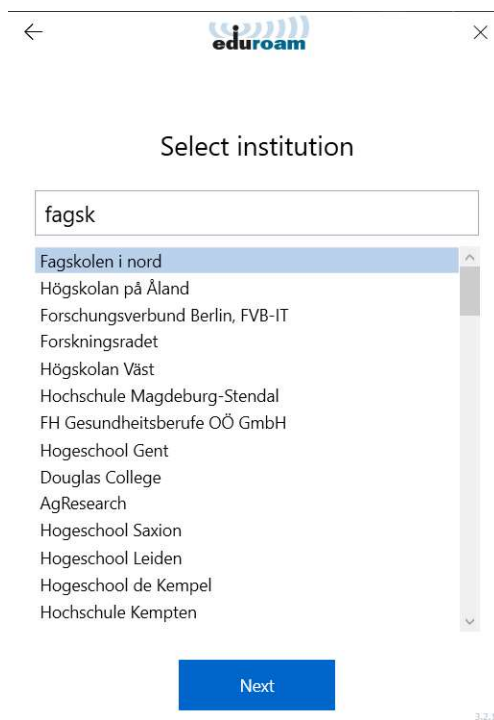 eduroam
Select institution
fagsk
Fagskolen i nord
Högskolan på Åland
Forschungsverbund Berlin, FVB-IT
Forskningsradet
Högskolan Väst
Hochschule Magdeburg-Stendal
FH Gesundheitsberufe OÖ GmbH
Hogeschool Gent
Douglas College
AgResearch
Hogeschool Saxion
Hogeschool Leiden
Hogeschool de Kempel
Hochschule Kempten
Next